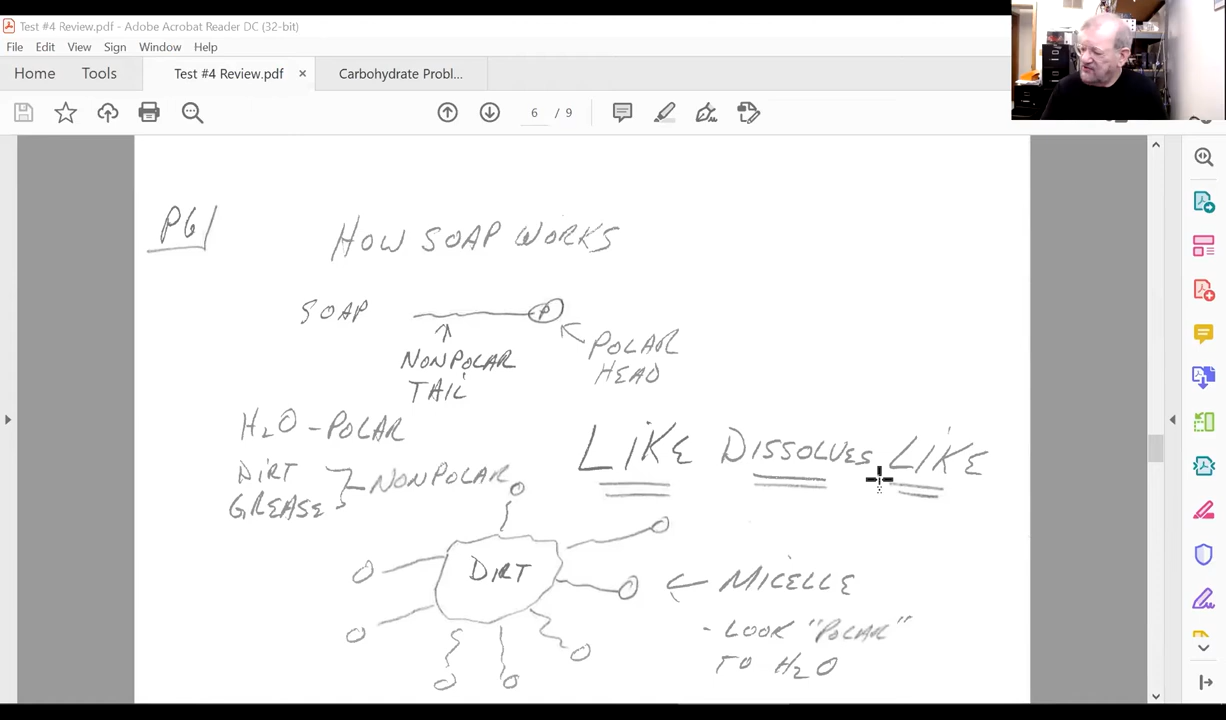 Test #4 Review.pdf - Adobe Acrobat Reader DC (32-bit)
File Edit View Sign Window Help
Home Tools Test #4 Review.pdf × Carbohydrate Probl...
6 / 9
P61
HOW SOAP WORKS
SOAP P
NONPOLAR
TAIL
POLAR
HEAD
H2O - POLAR
DIRT
GREASE
NONPOLAR
LIKE DISSOLVES LIKE
DIRT
MICELLE
- LOOK "POLAR"
TO H2O